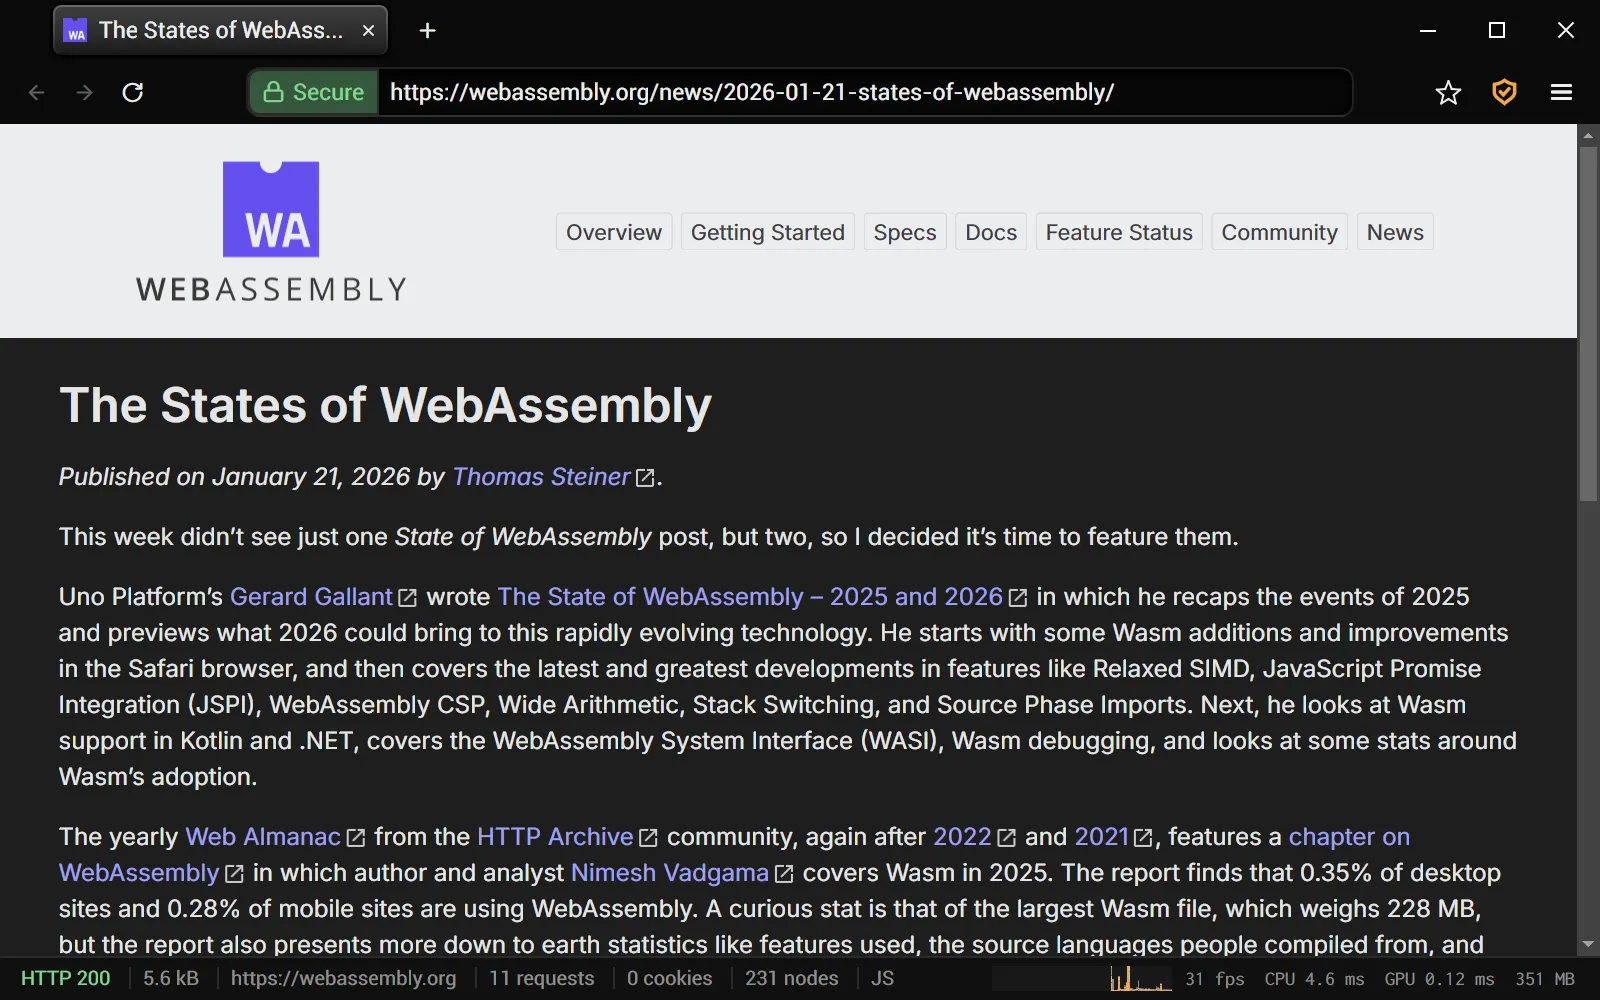 The States of WebAss...
Secure https://webassembly.org/news/2026-01-21-states-of-webassembly/
WA
WEBASSEMBLY
Overview Getting Started Specs Docs Feature Status Community News
The States of WebAssembly
Published on January 21, 2026 by Thomas Steiner.
This week didn’t see just one State of WebAssembly post, but two, so I decided it’s time to feature them.
Uno Platform’s Gerard Gallant wrote The State of WebAssembly – 2025 and 2026 in which he recaps the events of 2025
and previews what 2026 could bring to this rapidly evolving technology. He starts with some Wasm additions and improvements
in the Safari browser, and then covers the latest and greatest developments in features like Relaxed SIMD, JavaScript Promise
Integration (JSPI), WebAssembly CSP, Wide Arithmetic, Stack Switching, and Source Phase Imports. Next, he looks at Wasm
support in Kotlin and .NET, covers the WebAssembly System Interface (WASI), Wasm debugging, and looks at some stats around
Wasm’s adoption.
The yearly Web Almanac from the HTTP Archive community, again after 2022 and 2021, features a chapter on
WebAssembly in which author and analyst Nimesh Vadgama covers Wasm in 2025. The report finds that 0.35% of desktop
sites and 0.28% of mobile sites are using WebAssembly. A curious stat is that of the largest Wasm file, which weighs 228 MB,
but the report also presents more down to earth statistics like features used, the source languages people compiled from, and
HTTP 200 5.6 kB https://webassembly.org 11 requests 0 cookies 231 nodes JS 31 fps CPU 4.6 ms GPU 0.12 ms 351 MB